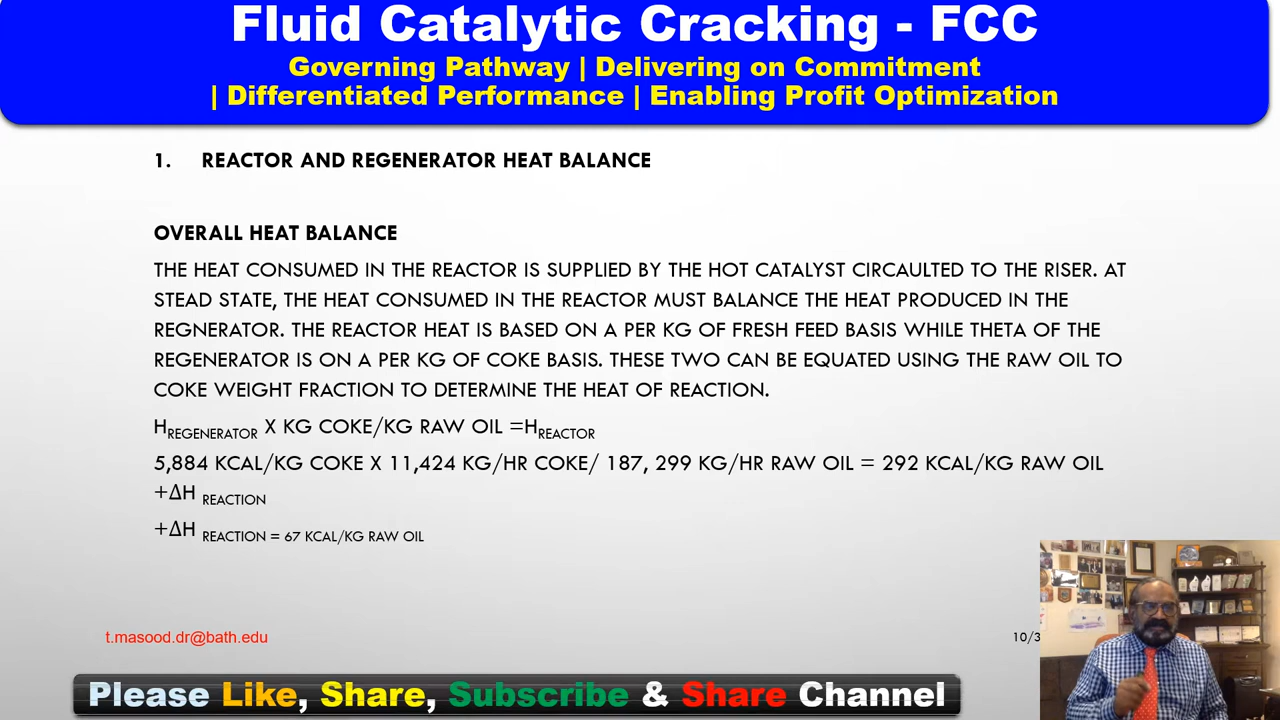 Fluid Catalytic Cracking - FCC
Governing Pathway | Delivering on Commitment
| Differentiated Performance | Enabling Profit Optimization
1. REACTOR AND REGENERATOR HEAT BALANCE
OVERALL HEAT BALANCE
THE HEAT CONSUMED IN THE REACTOR IS SUPPLIED BY THE HOT CATALYST CIRCAULTED TO THE RISER. AT
STEAD STATE, THE HEAT CONSUMED IN THE REACTOR MUST BALANCE THE HEAT PRODUCED IN THE
REGNERATOR. THE REACTOR HEAT IS BASED ON A PER KG OF FRESH FEED BASIS WHILE THETA OF THE
REGENERATOR IS ON A PER KG OF COKE BASIS. THESE TWO CAN BE EQUATED USING THE RAW OIL TO
COKE WEIGHT FRACTION TO DETERMINE THE HEAT OF REACTION.
HREGENERATOR X KG COKE/KG RAW OIL =HREACTOR
5,884 KCAL/KG COKE X 11,424 KG/HR COKE/ 187, 299 KG/HR RAW OIL = 292 KCAL/KG RAW OIL
+ΔH REACTION
+ΔH REACTION = 67 KCAL/KG RAW OIL
t.masood.dr@bath.edu
10/3
Please Like, Share, Subscribe & Share Channel